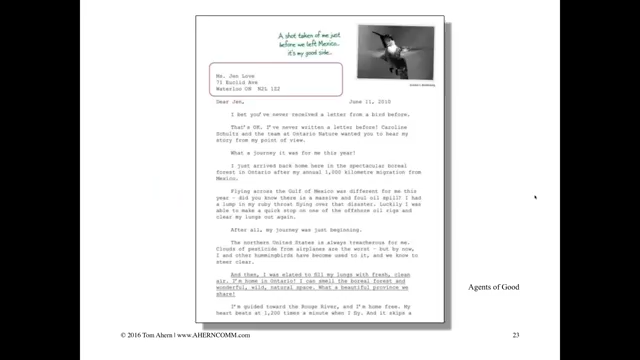 A shot taken of me just
before we left Mexico...
it's my good side...
Ms. Jen Love
73 Euclid Ave
Waterloo ON N2L 1Z2
Dear Jen, June 11, 2010
I bet you've never received a letter from a bird before.
That's OK. I've never written a letter before! Caroline
Schultz and the team at Ontario Nature wanted you to hear my
story from my point of view.
What a journey it was for me this year!
I just arrived back home here in the spectacular boreal
forest in Ontario after my annual 1,000 kilometre migration from
Mexico.
Flying across the Gulf of Mexico was different for me this
year – did you know there is a massive and foul oil spill? I had
a lump in my ruby throat flying over that disaster. Luckily I was
able to make a quick stop on one of the offshore oil rigs and
clear my lungs out again.
After all, my journey was just beginning.
The northern United States is always treacherous for me.
Clouds of pesticide from airplanes are the worst – but by now,
I and other hummingbirds have become used to it, and we know to
steer clear.
And then, I was elated to fill my lungs with fresh, clean
air. I'm home in Ontario! I can smell the boreal forest and
wonderful, wild, natural space. What a beautiful province we
share!
I'm guided toward the Rouge River, and I'm home free. My
heart beats at 1,200 times a minute when I fly. And it skips a
Agents of Good
© 2016 Tom Ahern | www.AHERNCOMM.com 23